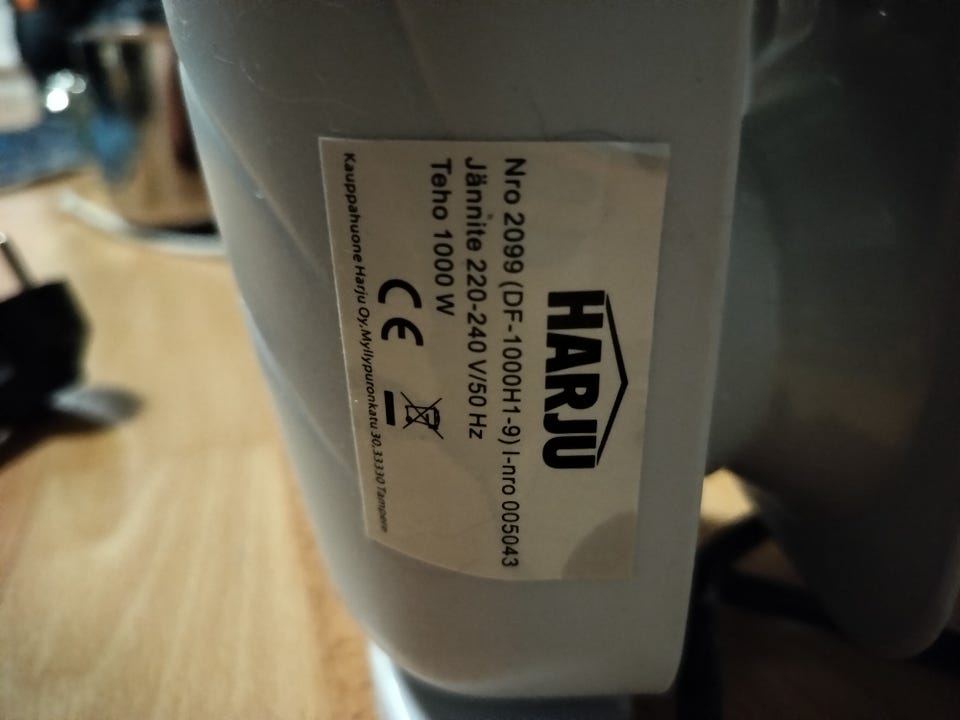 HARJU
Nro 2099 (DF-1000H1-9) I-nro 005043
Jännite 220-240 V/50 Hz
Teho 1000 W
CE
Kauppahuone Harju Oy,Myllypuronkatu 30,33330 Tampere